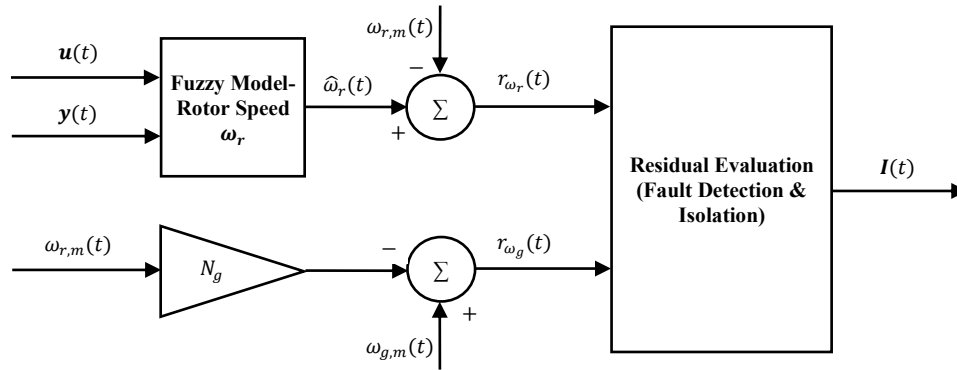 ω_{r,m}(t)
u(t)
−
Fuzzy Model-
Rotor Speed
ω_r
ω̂_r(t)
Σ
r_{ω_r}(t)
y(t)
+
Residual Evaluation
(Fault Detection &
Isolation)
I(t)
ω_{r,m}(t)
N_g
−
Σ
r_{ω_g}(t)
+
ω_{g,m}(t)